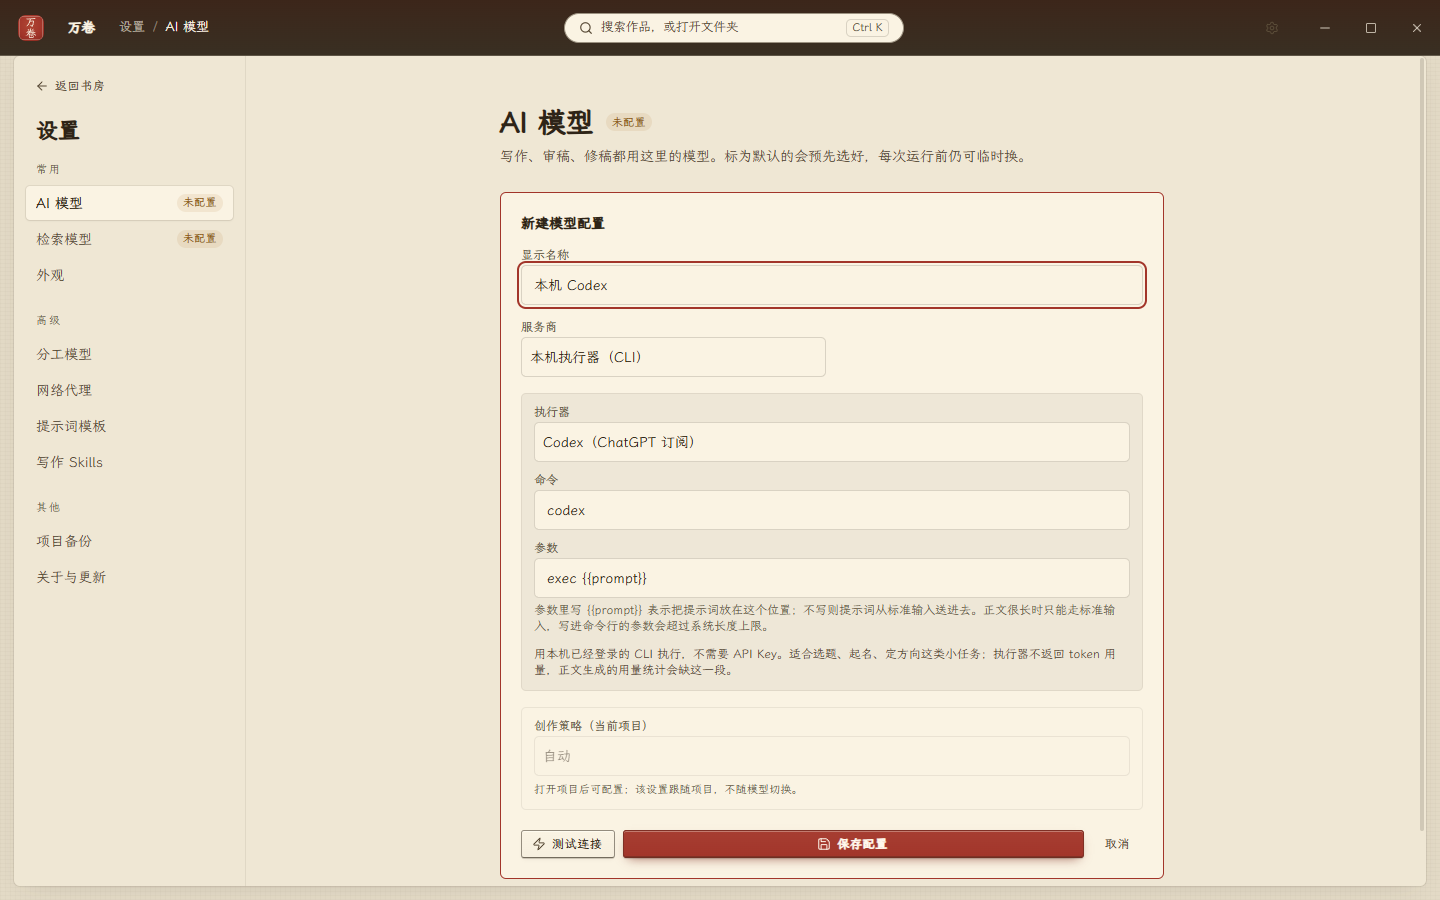 万卷
万卷
设置 / AI 模型
搜索作品，或打开文件夹
Ctrl K
返回书房
设置
常用
AI 模型
未配置
检索模型
未配置
外观
高级
分工模型
网络代理
提示词模板
写作 Skills
其他
项目备份
关于与更新
AI 模型
未配置
写作、审稿、修稿都用这里的模型。标为默认的会预先选好，每次运行前仍可临时换。
新建模型配置
显示名称
本机 Codex
服务商
本机执行器（CLI）
执行器
Codex（ChatGPT 订阅）
命令
codex
参数
exec {{prompt}}
参数里写 {{prompt}} 表示把提示词放在这个位置；不写则提示词从标准输入送进去。正文很长时只能走标准输
入，写进命令行的参数会超过系统长度上限。
用本机已经登录的 CLI 执行，不需要 API Key。适合选题、起名、定方向这类小任务；执行器不返回 token 用
量，正文生成的用量统计会缺这一段。
创作策略（当前项目）
自动
打开项目后可配置；该设置跟随项目，不随模型切换。
测试连接
保存配置
取消